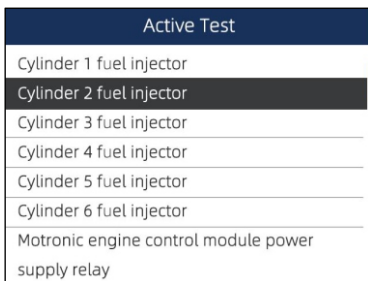 Active Test
Cylinder 1 fuel injector
Cylinder 2 fuel injector
Cylinder 3 fuel injector
Cylinder 4 fuel injector
Cylinder 5 fuel injector
Cylinder 6 fuel injector
Motronic engine control module power
supply relay